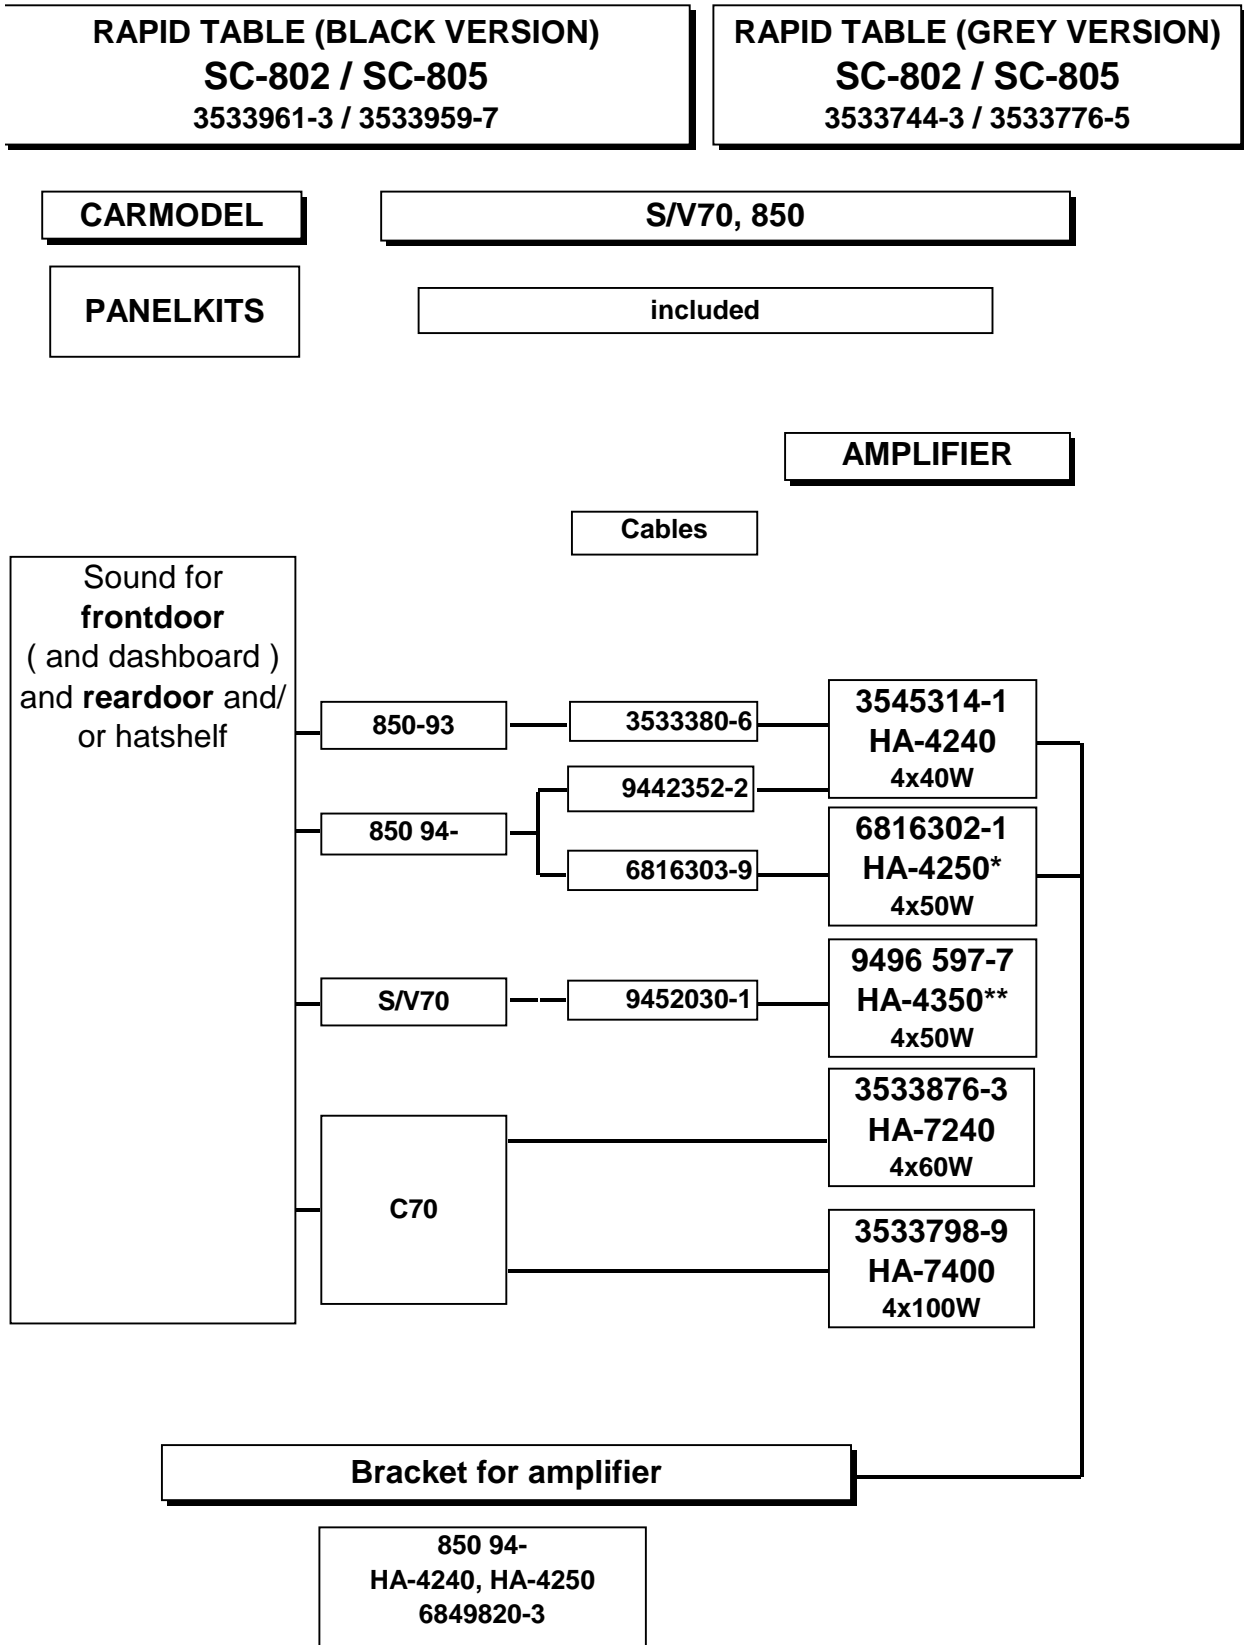 RAPID TABLE (BLACK VERSION)
SC-802 / SC-805
3533961-3 / 3533959-7
RAPID TABLE (GREY VERSION)
SC-802 / SC-805
3533744-3 / 3533776-5
CARMODEL
S/V70, 850
PANELKITS
included
AMPLIFIER
Cables
Sound for
frontdoor
( and dashboard )
and reardoor and/
or hatshelf
850-93
3533380-6
3545314-1
HA-4240
4x40W
850 94-
9442352-2
6816303-9
6816302-1
HA-4250*
4x50W
S/V70
9452030-1
9496 597-7
HA-4350**
4x50W
C70
3533876-3
HA-7240
4x60W
3533798-9
HA-7400
4x100W
Bracket for amplifier
850 94-
HA-4240, HA-4250
6849820-3